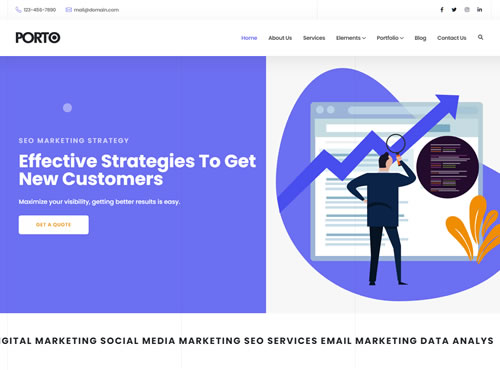 123-456-7890 mail@domain.com
PORTO
Home About Us Services Elements Portfolio Blog Contact Us
SEO MARKETING STRATEGY
Effective Strategies To Get
New Customers
Maximize your visibility, getting better results is easy.
GET A QUOTE
IGITAL MARKETING SOCIAL MEDIA MARKETING SEO SERVICES EMAIL MARKETING DATA ANALYS